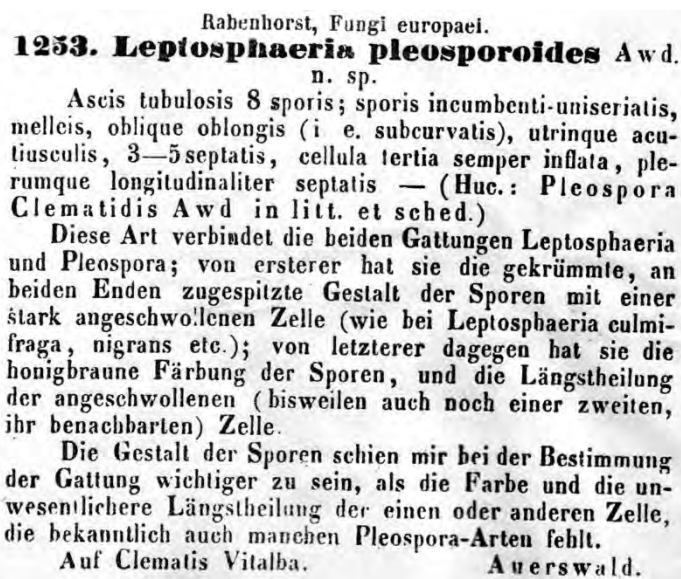 Rabenhorst, Fungi europaei.
1253. Leptosphaeria pleosporoides Awd.
n. sp.
Ascis tubulosis 8 sporis; sporis incumbenti-uniseriatis,
melleis, oblique oblongis (i e. subcurvatis), utrinque acu-
tiusculis, 3—5 septatis, cellula tertia semper inflata, ple-
rumque longitudinaliter septatis — (Huc.: Pleospora
Clematidis Awd in litt. et sched.)
Diese Art verbindet die beiden Gattungen Leptosphaeria
und Pleospora; von ersterer hat sie die gekrümmte, an
beiden Enden zugespitzte Gestalt der Sporen mit einer
stark angeschwollenen Zelle (wie bei Leptosphaeria culmi-
fraga, nigrans etc.); von letzterer dagegen hat sie die
honigbraune Färbung der Sporen, und die Längstheilung
der angeschwollenen (bisweilen auch noch einer zweiten,
ihr benachbarten) Zelle.
Die Gestalt der Sporen schien mir bei der Bestimmung
der Gattung wichtiger zu sein, als die Farbe und die un-
wesentlichere Längstheilung der einen oder anderen Zelle,
die bekanntlich auch manchen Pleospora-Arten fehlt.
Auf Clematis Vitalba. Auerswald.